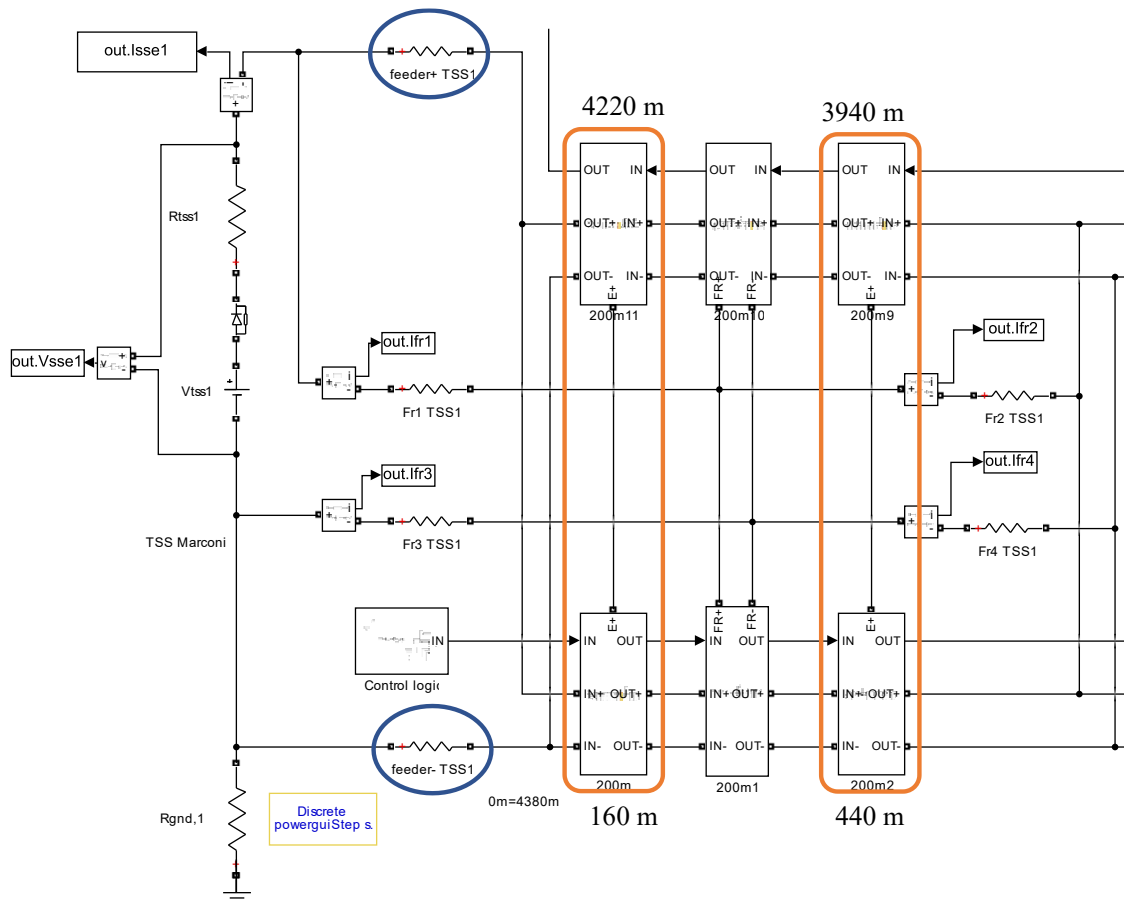 out.Isse1
feeder+ TSS1
4220 m
3940 m
OUT IN
OUT IN
OUT IN
OUT+ IN+
OUT+ IN+
OUT+ IN+
OUT- IN-
OUT- IN-
OUT- IN-
E+
FR+
FR-
E+
200m11
200m10
200m9
Rtss1
out.Vsse1
+
v
-
Vtss1
+
out.Ifr1
+ i
-
Fr1 TSS1
out.Ifr2
+ i
-
Fr2 TSS1
out.Ifr3
+ i
-
Fr3 TSS1
out.Ifr4
+ i
-
Fr4 TSS1
TSS Marconi
IN
Control logic
E+
FR+
FR-
E+
IN OUT
IN OUT
IN OUT
IN+ OUT+
IN+ OUT+
IN+ OUT+
IN- OUT-
IN- OUT-
IN- OUT-
feeder- TSS1
200m
200m1
200m2
0m=4380m
160 m
440 m
Rgnd,1
Discrete
powerguiStep s.